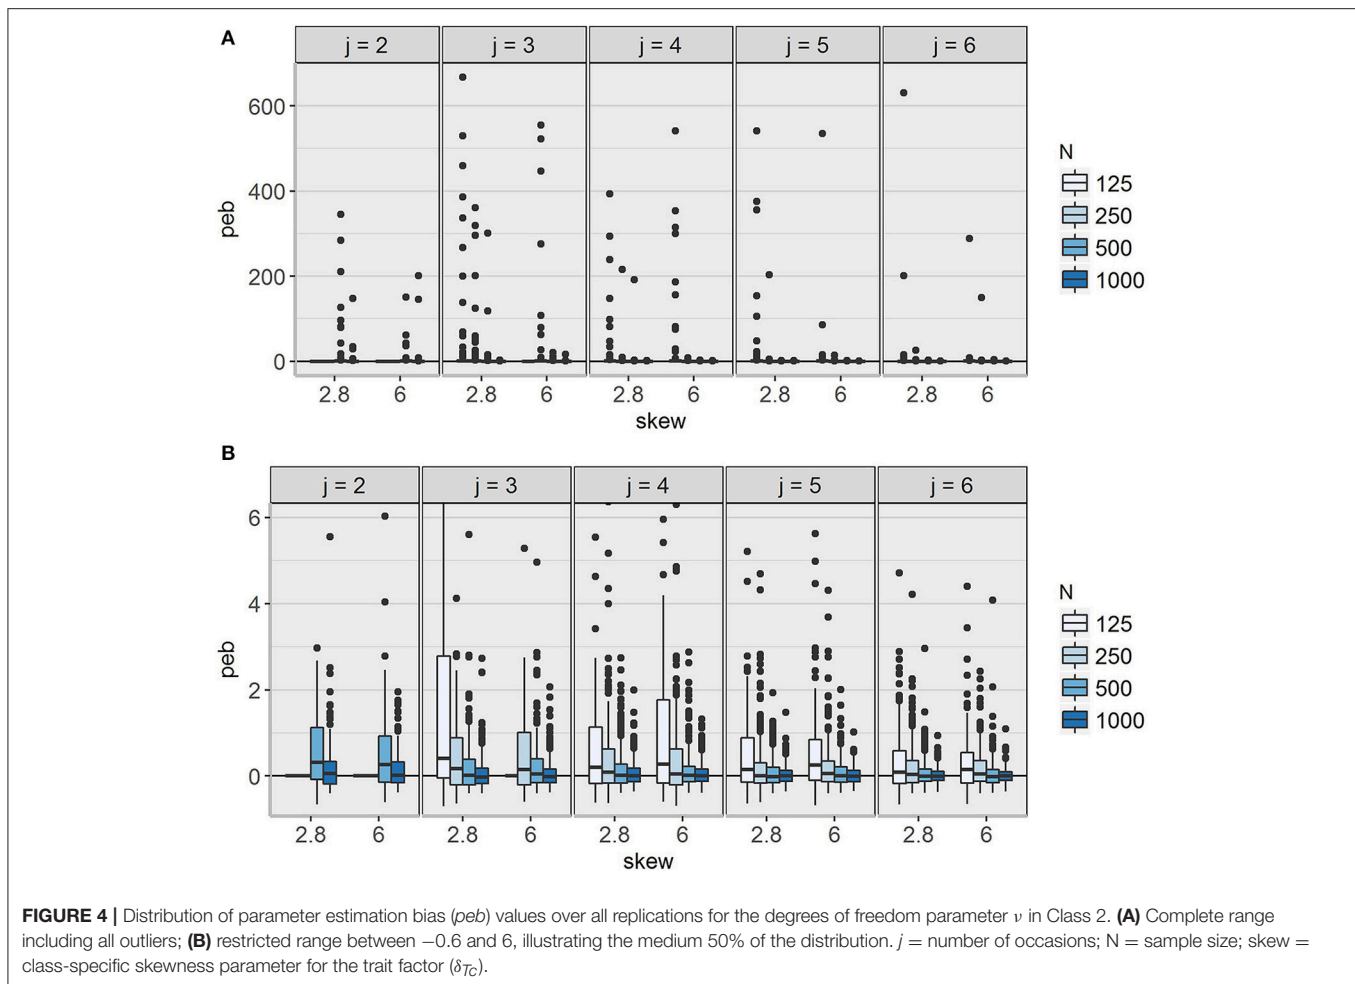 A
j = 2 j = 3 j = 4 j = 5 j = 6
600
400
200
0
peb
2.8 6 2.8 6 2.8 6 2.8 6 2.8 6
skew
N
125
250
500
1000
B
j = 2 j = 3 j = 4 j = 5 j = 6
6
4
2
0
peb
2.8 6 2.8 6 2.8 6 2.8 6 2.8 6
skew
N
125
250
500
1000
FIGURE 4 | Distribution of parameter estimation bias (peb) values over all replications for the degrees of freedom parameter ν in Class 2. (A) Complete range
including all outliers; (B) restricted range between −0.6 and 6, illustrating the medium 50% of the distribution. j = number of occasions; N = sample size; skew =
class-specific skewness parameter for the trait factor (δTc).